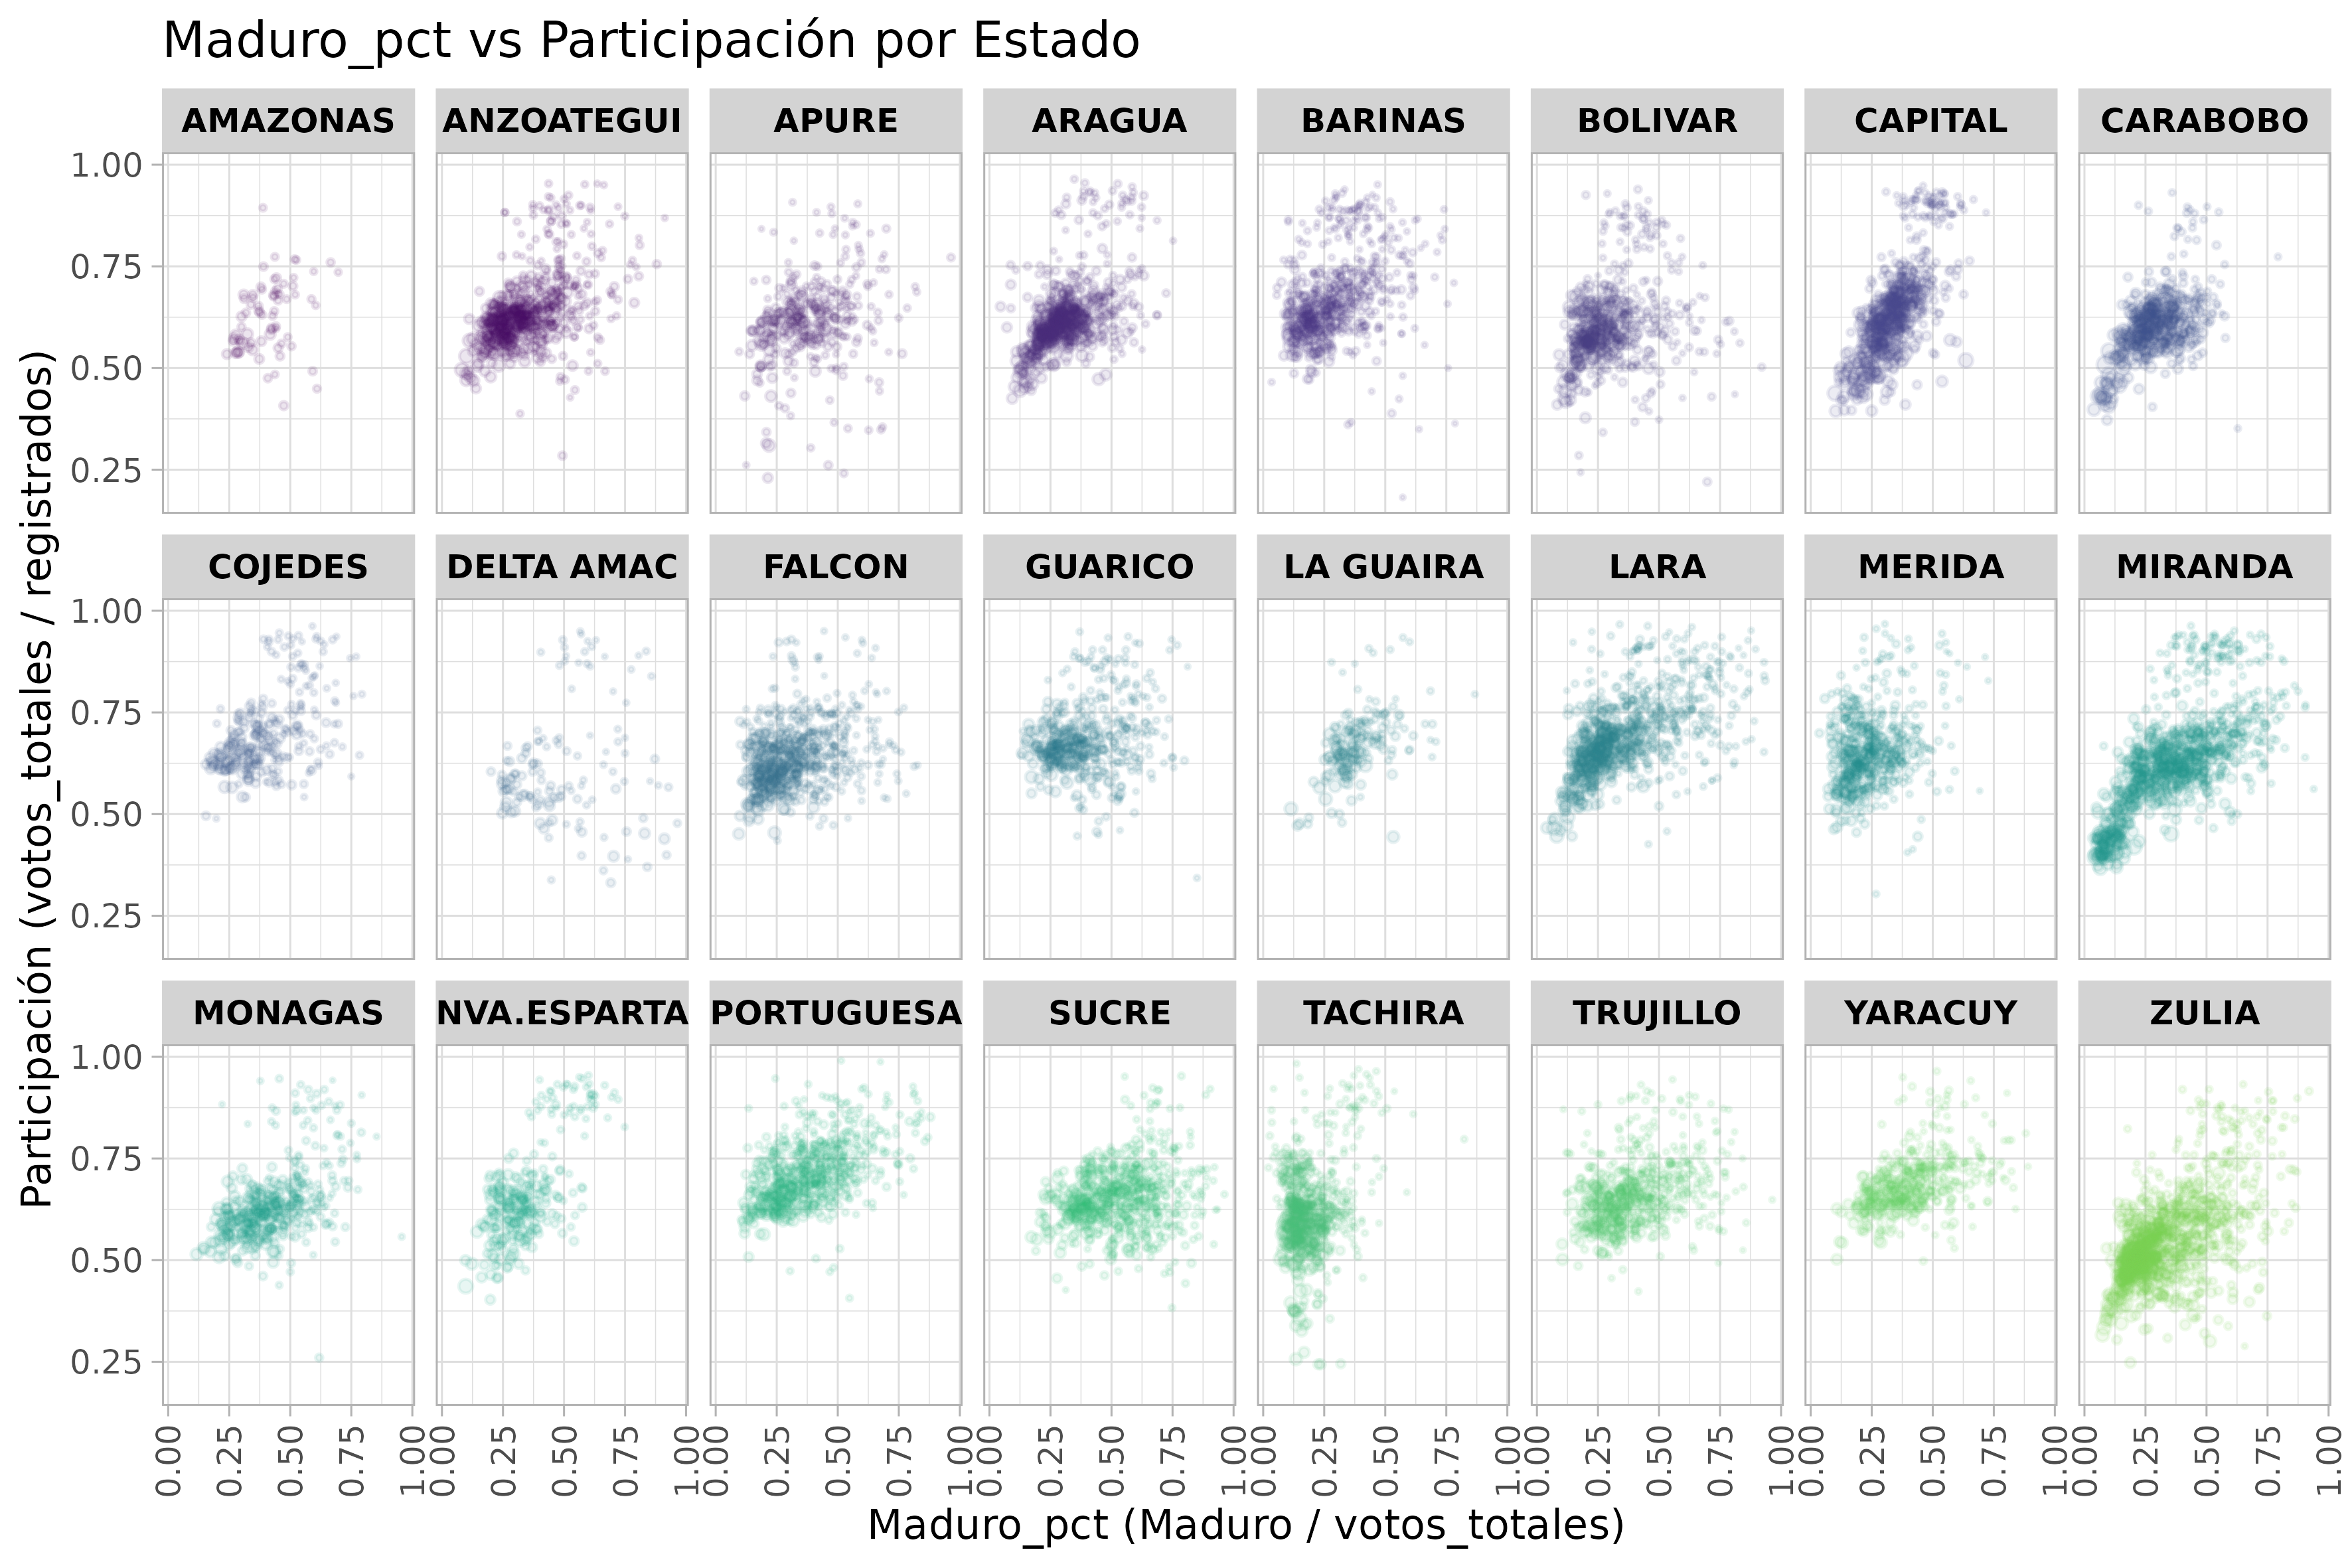 Maduro_pct vs Participación por Estado
AMAZONAS ANZOATEGUI APURE ARAGUA BARINAS BOLIVAR CAPITAL CARABOBO
1.00
0.75
0.50
0.25
COJEDES DELTA AMAC FALCON GUARICO LA GUAIRA LARA MERIDA MIRANDA
1.00
0.75
0.50
0.25
MONAGAS NVA.ESPARTA PORTUGUESA SUCRE TACHIRA TRUJILLO YARACUY ZULIA
1.00
0.75
0.50
0.25
Participación (votos_totales / registrados)
0.00 0.25 0.50 0.75 1.00 0.00 0.25 0.50 0.75 1.00 0.00 0.25 0.50 0.75 1.00 0.00 0.25 0.50 0.75 1.00 0.00 0.25 0.50 0.75 1.00 0.00 0.25 0.50 0.75 1.00 0.00 0.25 0.50 0.75 1.00 0.00 0.25 0.50 0.75 1.00
Maduro_pct (Maduro / votos_totales)